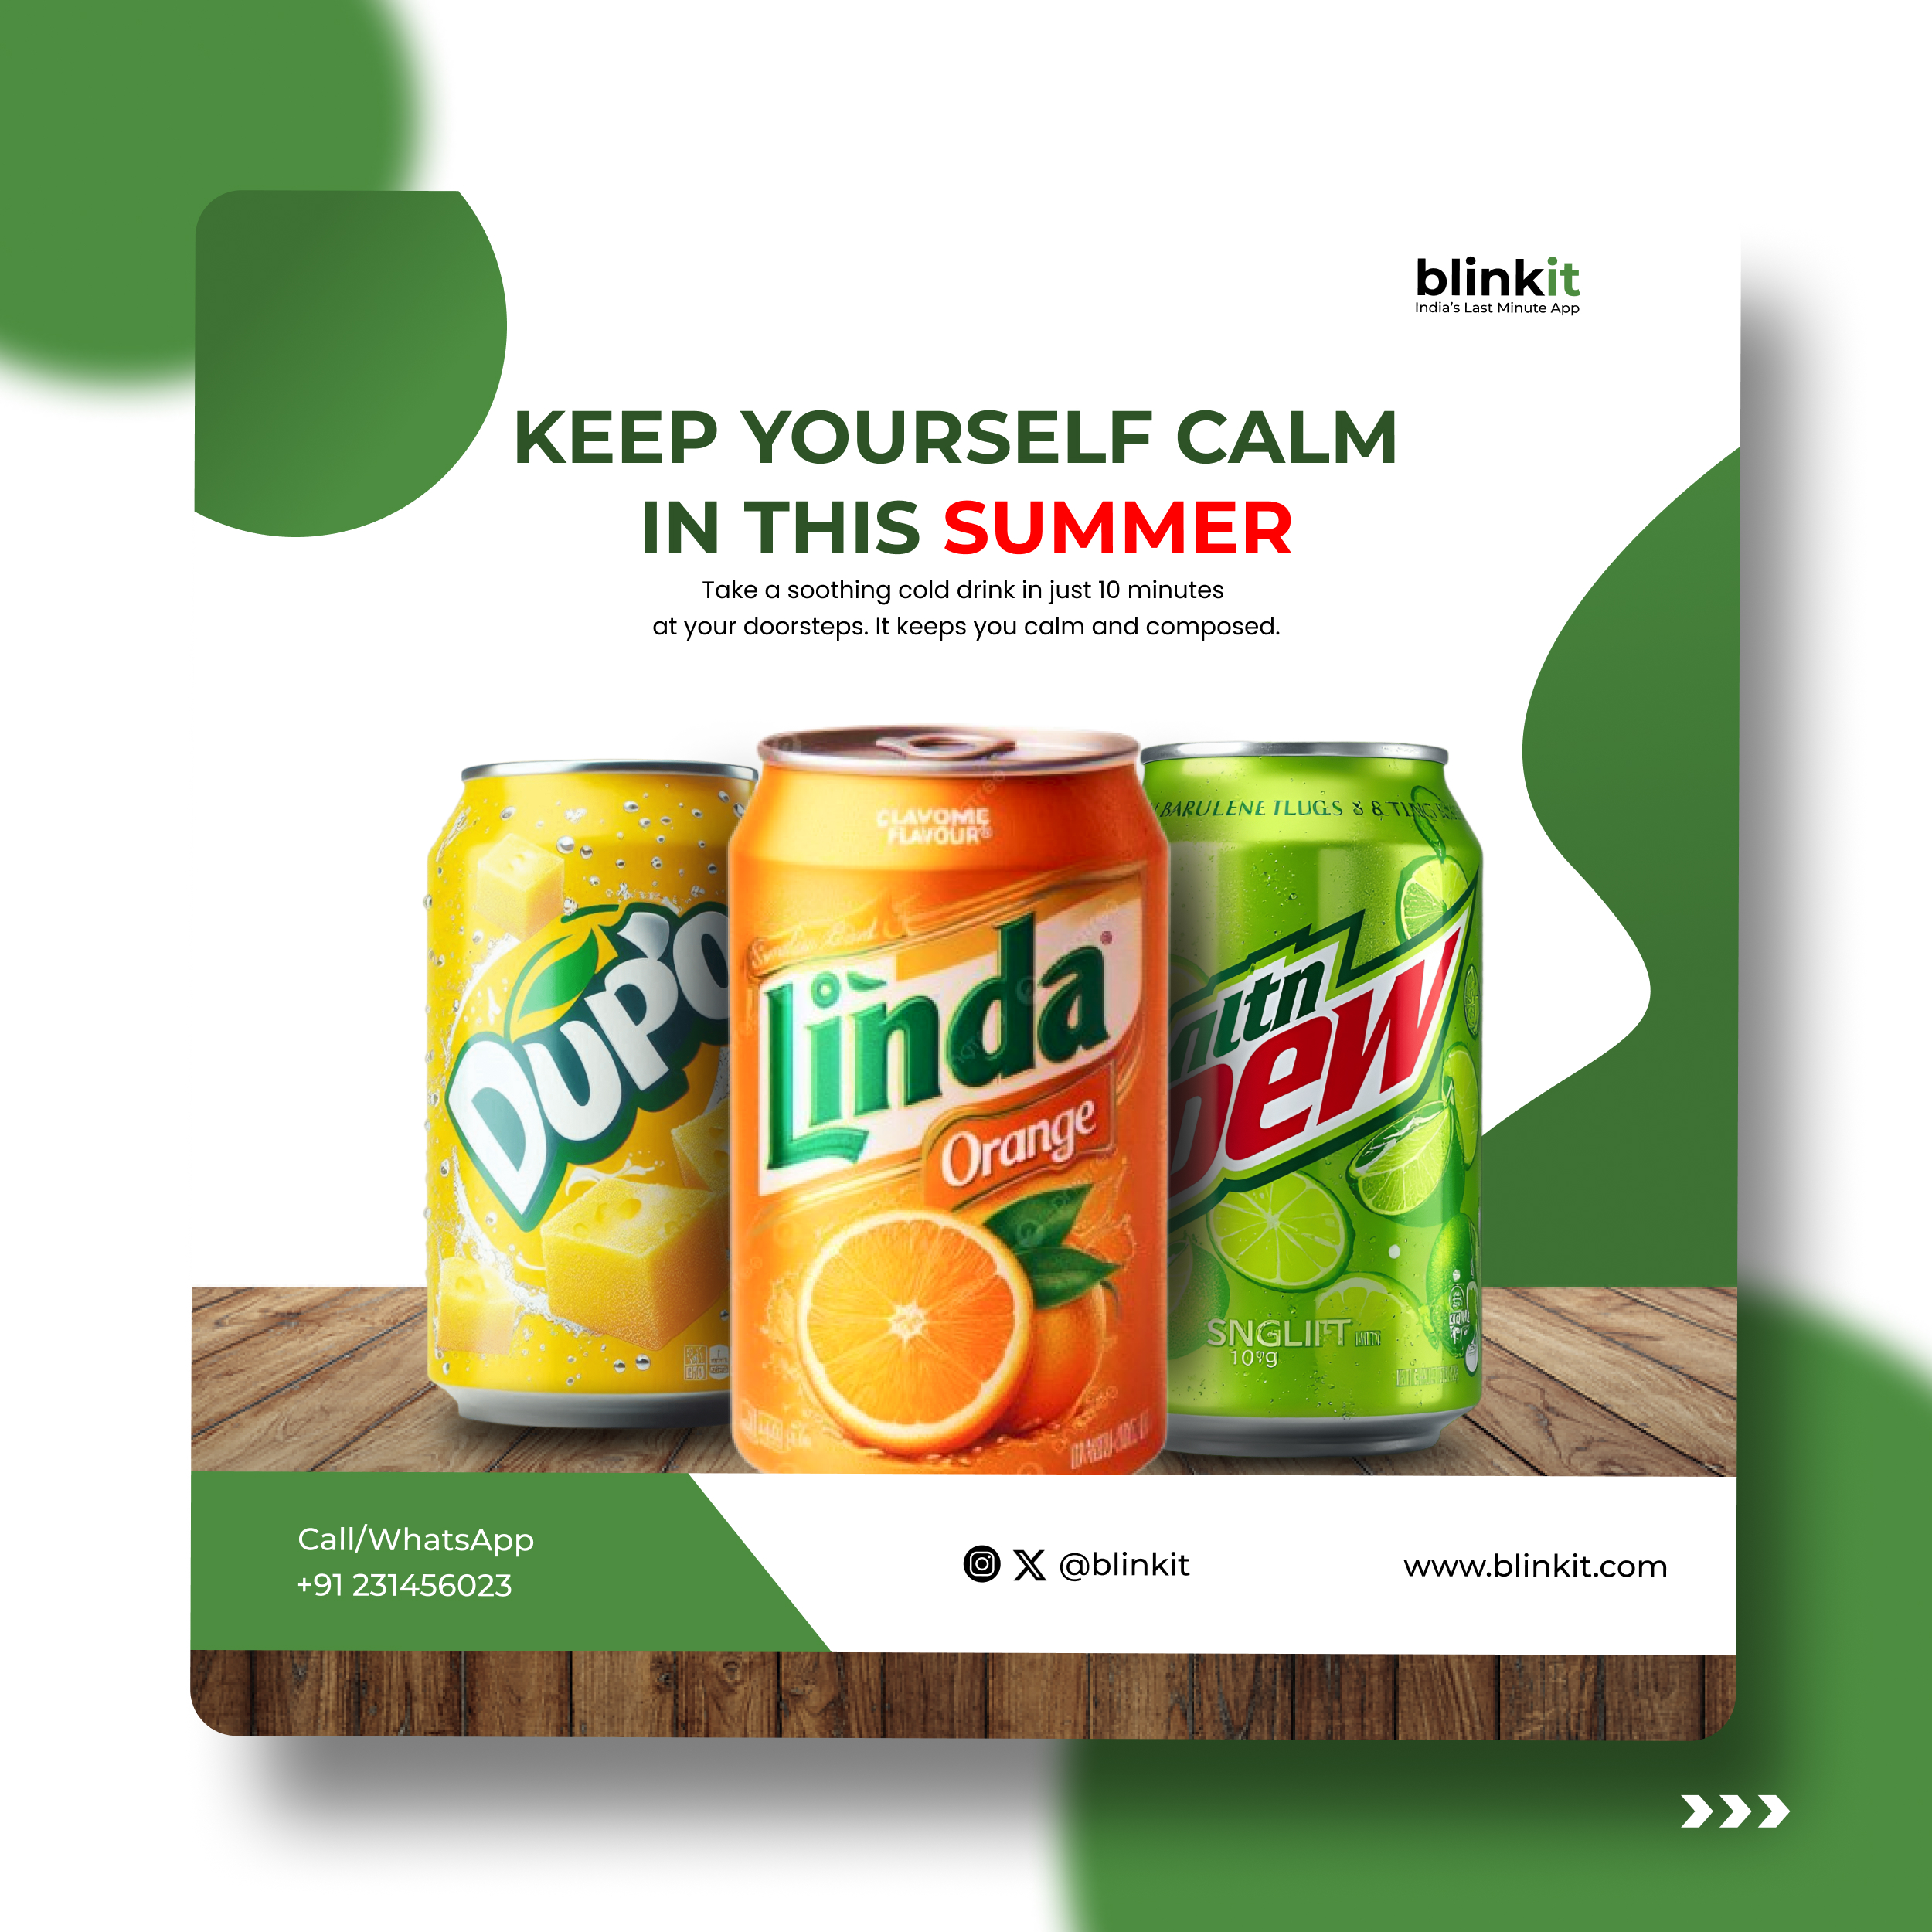 blinkit
India's Last Minute App
KEEP YOURSELF CALM
IN THIS SUMMER
Take a soothing cold drink in just 10 minutes
at your doorsteps. It keeps you calm and composed.
CLAVOME
FLAVOUR®
BARULENE TLUGS & 8
Dupo
Linda
Orange
altn
Dew
SNGLIFT
Call/WhatsApp
+91 231456023
@blinkit
www.blinkit.com